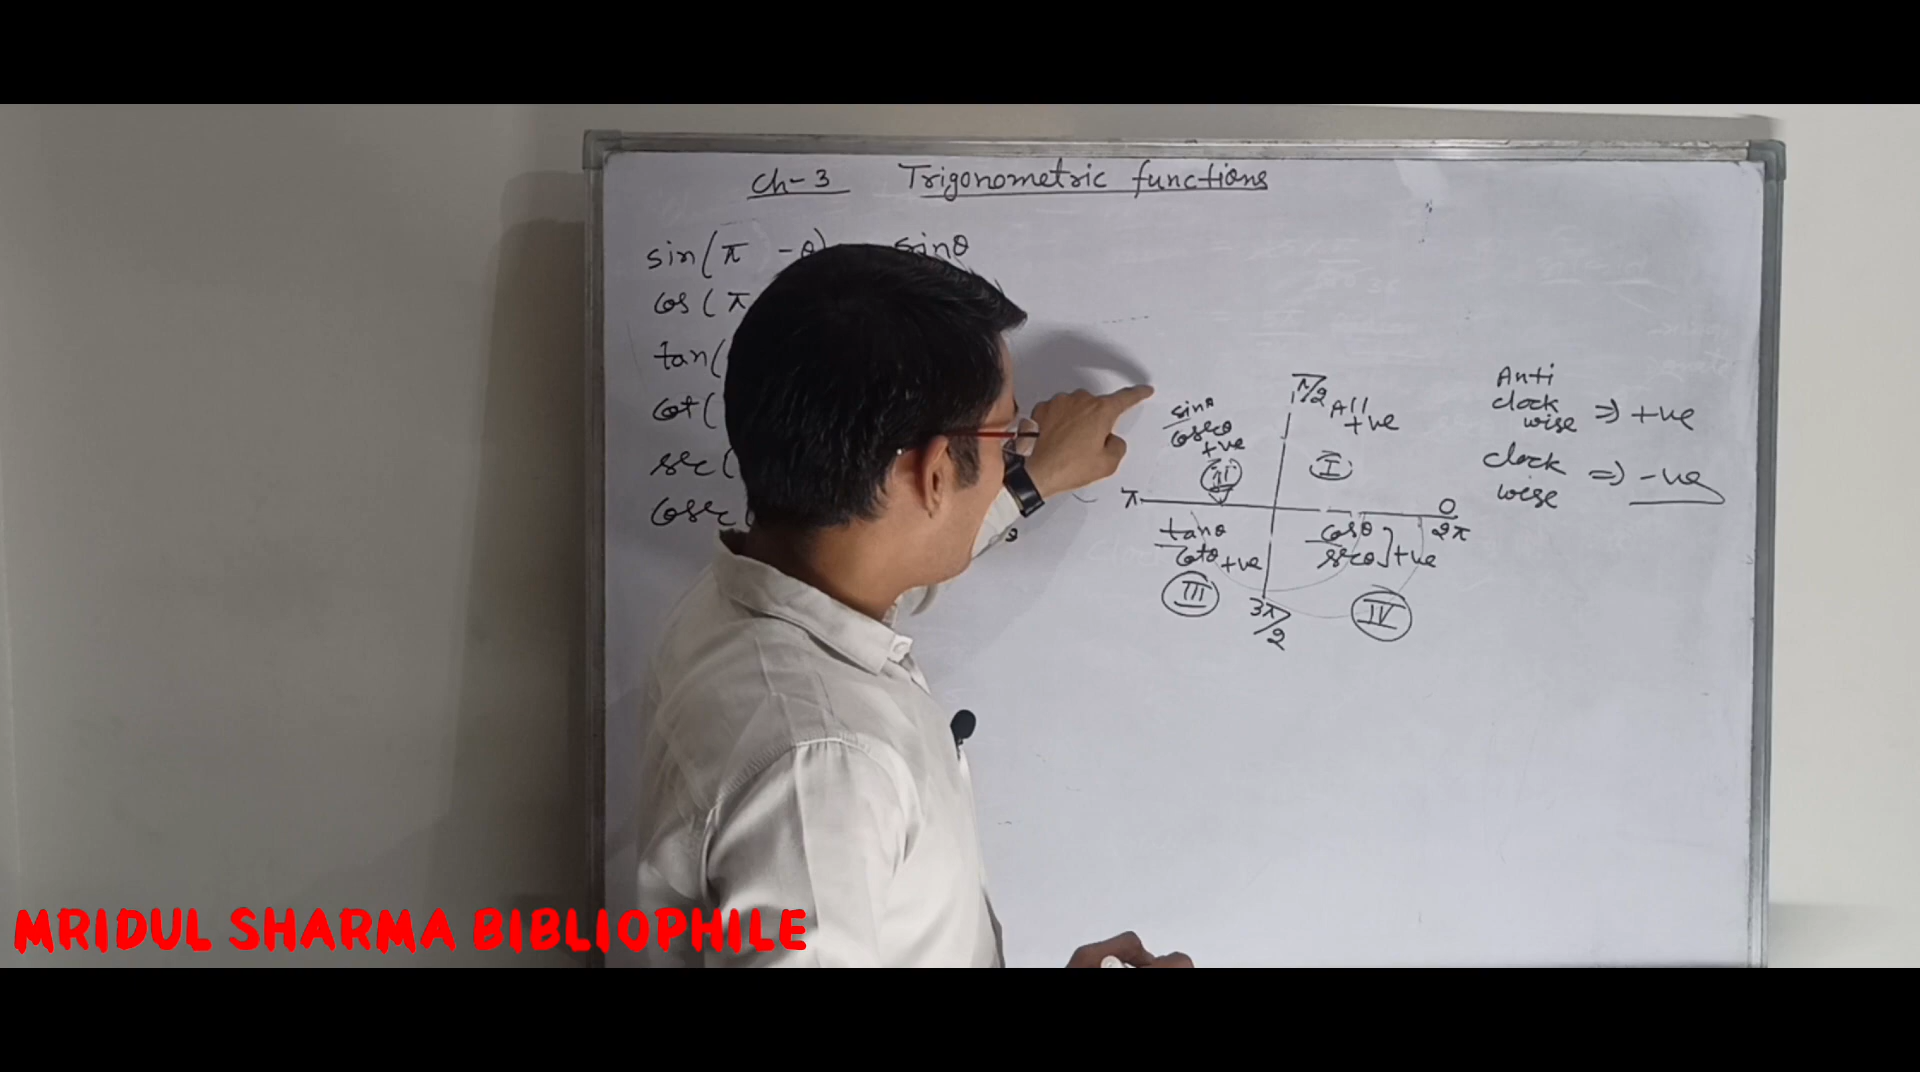 Ch-3 Trigonometric functions
sin(π -θ) sinθ
cos(π
tan(
cot(
sec(
cosec
π/2
All
+ve
sinθ
cosecθ
+ve
II
I
π
0
2π
tanθ
cotθ +ve
III
cosθ
secθ] +ve
IV
3π/2
Anti
clock
wise ⇒ +ve
clock
wise ⇒ -ve
MRIDUL SHARMA BIBLIOPHILE